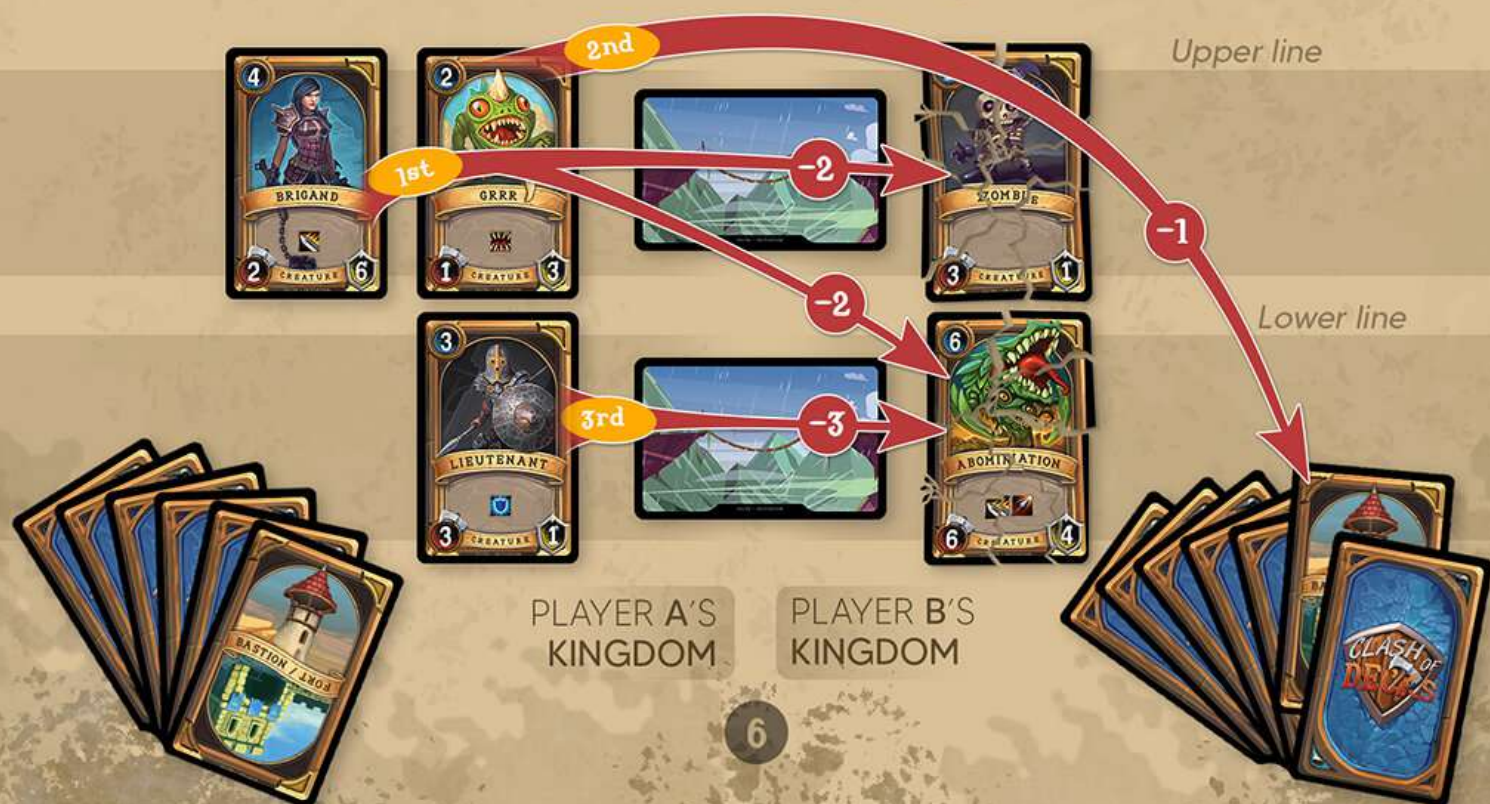 2nd
Upper line
4
2
1st
-2
BRIGAND
GRRR
ZOMBIE
-1
2
CREATURE
6
1
CREATURE
3
3
CREATURE
1
-2
Lower line
3
6
3rd
-3
LIEUTENANT
ABOMINATION
3
CREATURE
1
6
CREATURE
4
PLAYER A'S
KINGDOM
PLAYER B'S
KINGDOM
BASTION / FORT
BA
CLASH OF
DECKS
6